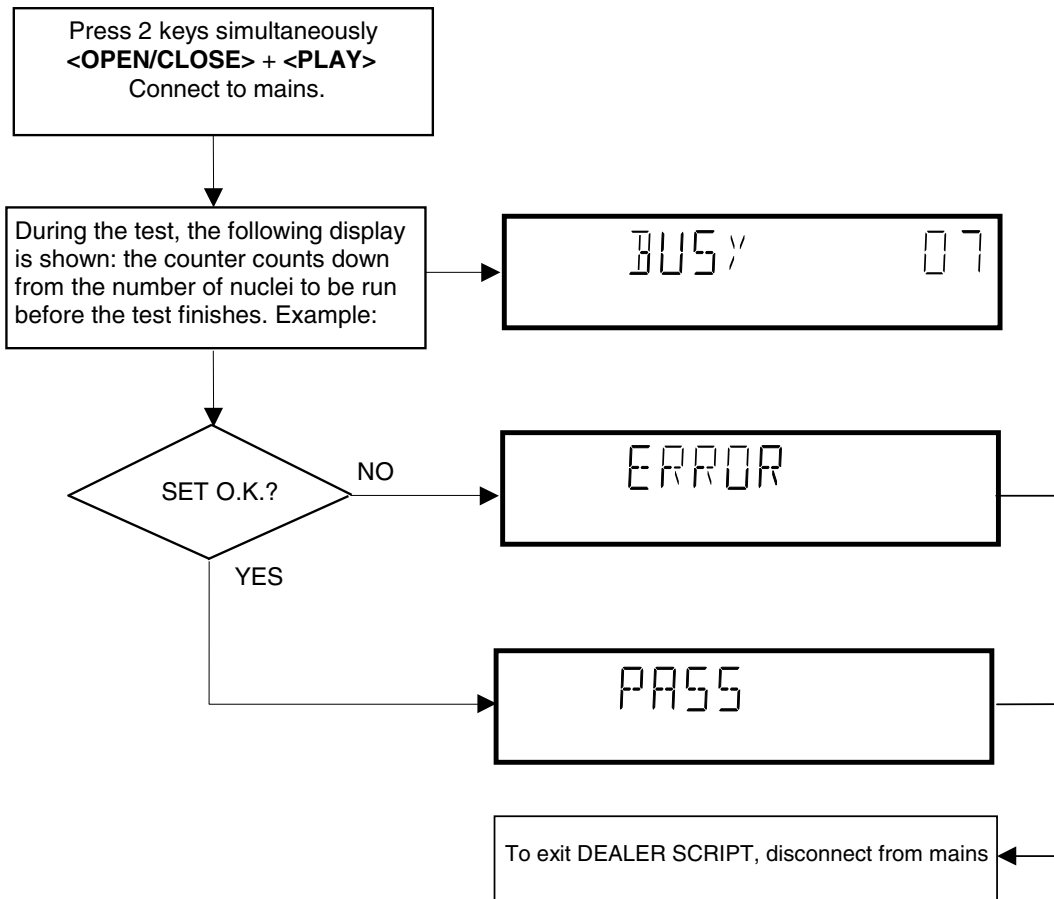 Press 2 keys simultaneously
<OPEN/CLOSE> + <PLAY>
Connect to mains.
During the test, the following display
is shown: the counter counts down
from the number of nuclei to be run
before the test finishes. Example:
BUSY 07
SET O.K.?
NO
ERROR
YES
PASS
To exit DEALER SCRIPT, disconnect from mains